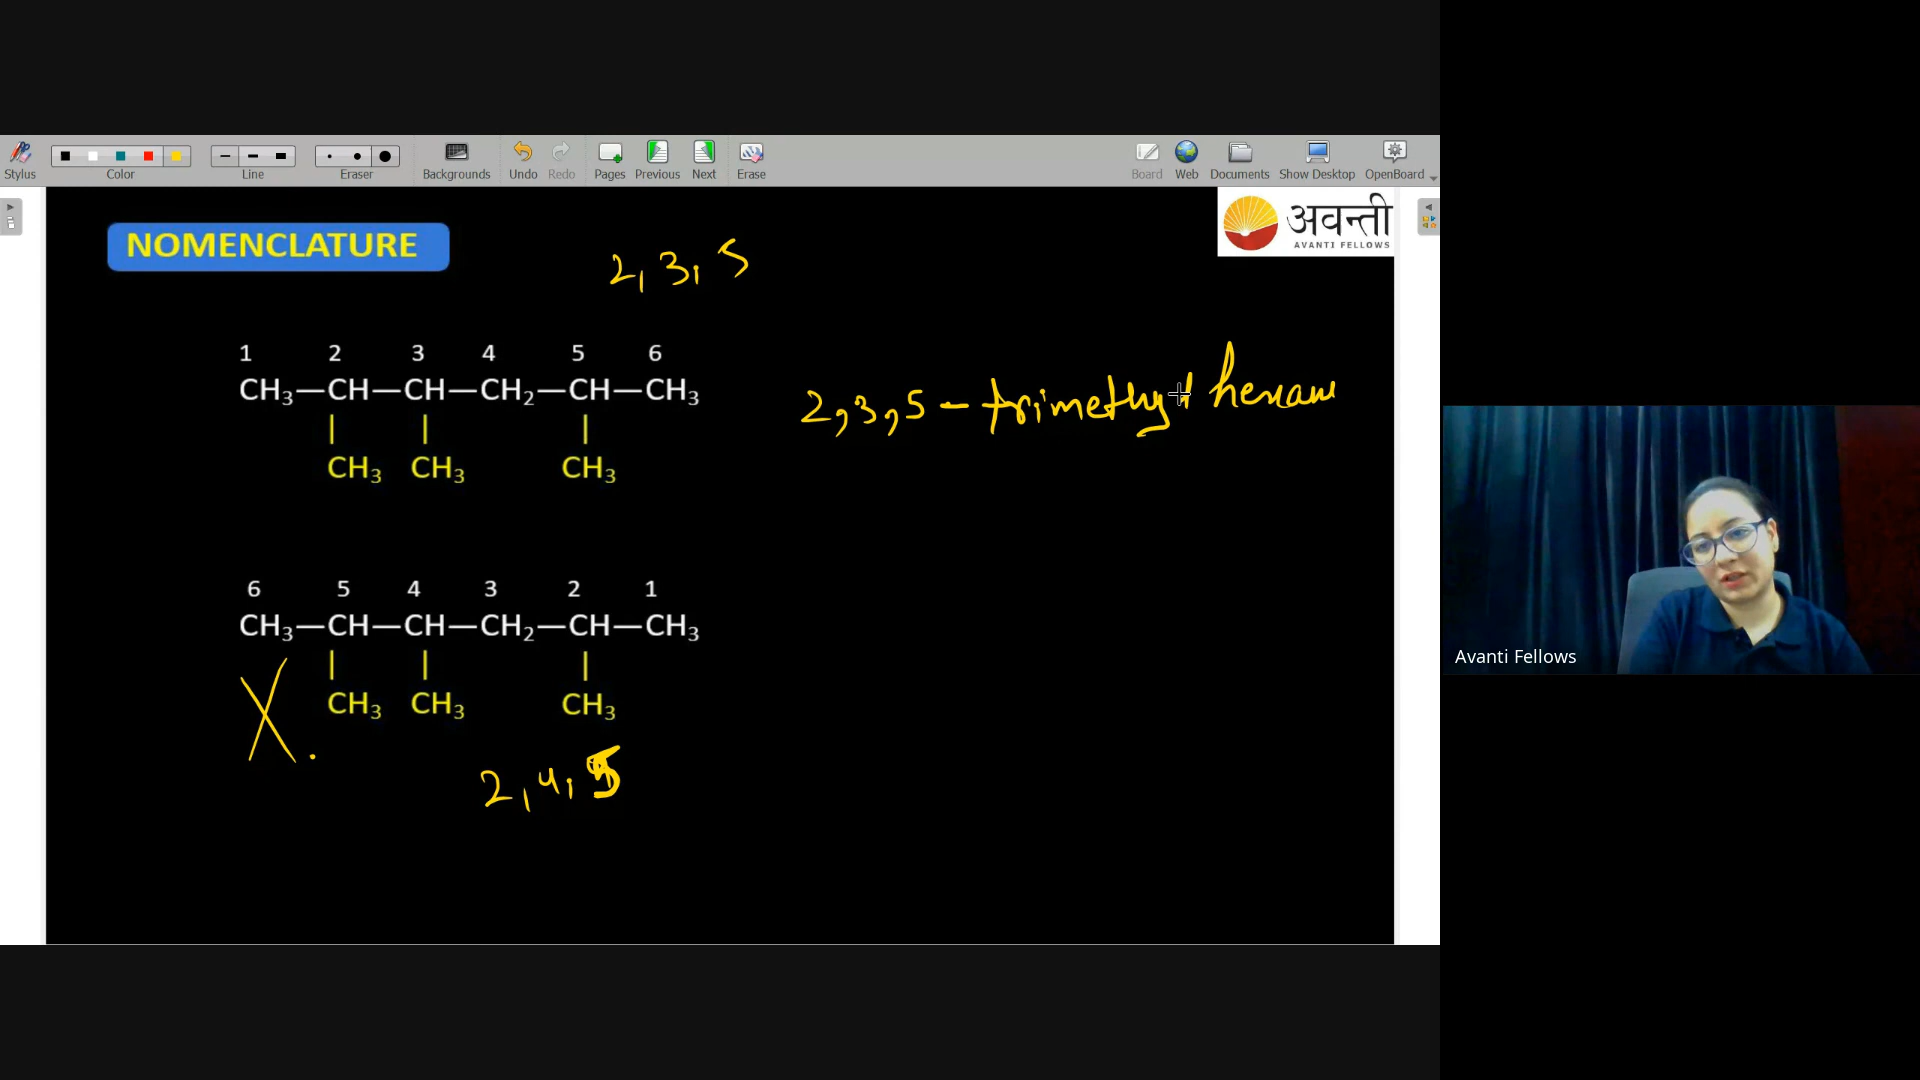 Stylus Color Line Eraser Backgrounds Undo Redo Pages Previous Next Erase Board Web Documents Show Desktop OpenBoard
अवन्ती
AVANTI FELLOWS
NOMENCLATURE
2, 3, 5
1 2 3 4 5 6
CH₃—CH—CH—CH₂—CH—CH₃
CH₃ CH₃ CH₃
2,3,5 - trimethyl hexane
6 5 4 3 2 1
CH₃—CH—CH—CH₂—CH—CH₃
CH₃ CH₃ CH₃
X.
2, 4, 5
Avanti Fellows